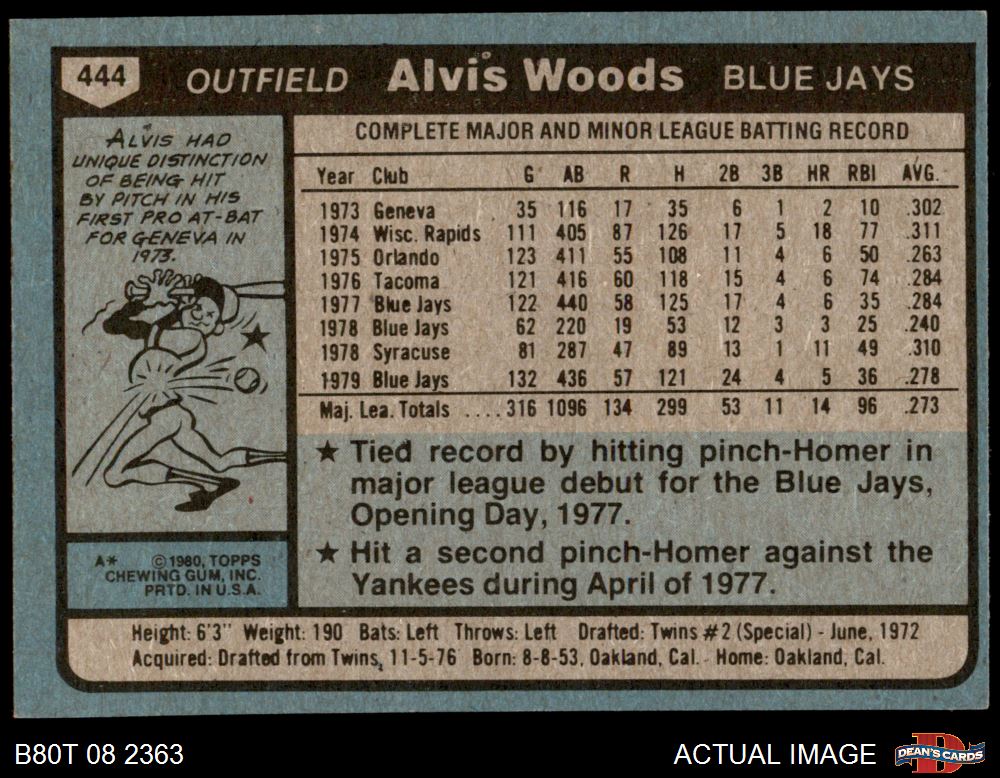 444 OUTFIELD Alvis Woods BLUE JAYS
ALVIS HAD
UNIQUE DISTINCTION
OF BEING HIT
BY PITCH IN HIS
FIRST PRO AT-BAT
FOR GENEVA IN
1973.
COMPLETE MAJOR AND MINOR LEAGUE BATTING RECORD
Year Club G AB R H 2B 3B HR RBI AVG.
1973 Geneva 35 116 17 35 6 1 2 10 .302
1974 Wisc. Rapids 111 405 87 126 17 5 18 77 .311
1975 Orlando 123 411 55 108 11 4 6 50 .263
1976 Tacoma 121 416 60 118 15 4 6 74 .284
1977 Blue Jays 122 440 58 125 17 4 6 35 .284
1978 Blue Jays 62 220 19 53 12 3 3 25 .240
1978 Syracuse 81 287 47 89 13 1 11 49 .310
1979 Blue Jays 132 436 57 121 24 4 5 36 .278
Maj. Lea. Totals .... 316 1096 134 299 53 11 14 96 .273
★ Tied record by hitting pinch-Homer in
major league debut for the Blue Jays,
Opening Day, 1977.
★ Hit a second pinch-Homer against the
Yankees during April of 1977.
A* ©1980, TOPPS
CHEWING GUM, INC.
PRTD. IN U.S.A.
Height: 6'3" Weight: 190 Bats: Left Throws: Left Drafted: Twins #2 (Special) - June, 1972
Acquired: Drafted from Twins, 11-5-76 Born: 8-8-53, Oakland, Cal. - Home: Oakland, Cal.
B80T 08 2363 ACTUAL IMAGE DEAN'S CARDS